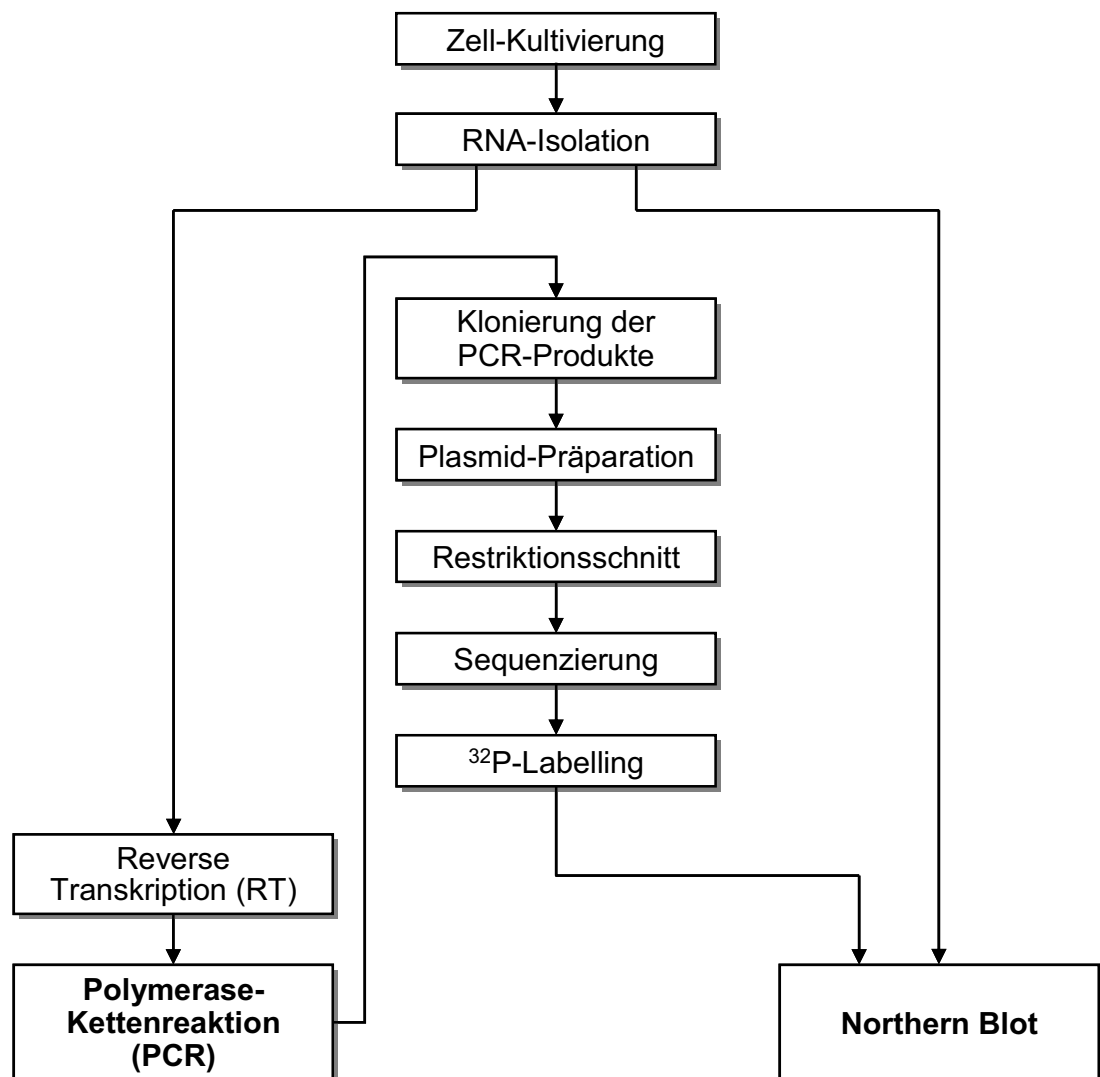 Zell-Kultivierung
RNA-Isolation
Klonierung der
PCR-Produkte
Plasmid-Präparation
Restriktionsschnitt
Sequenzierung
³²P-Labelling
Reverse
Transkription (RT)
Polymerase-
Kettenreaktion
(PCR)
Northern Blot